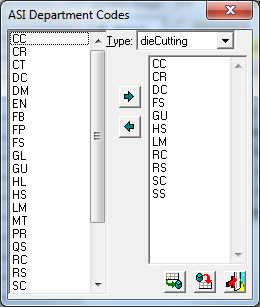 ASI Department Codes
Type: dieCutting
CC
CR
CT
DC
DM
EN
FB
FP
FS
GL
GU
HL
HS
LM
MT
PR
QS
RC
RS
SC
CC
CR
DC
FS
GU
HS
LM
RC
RS
SC
SS